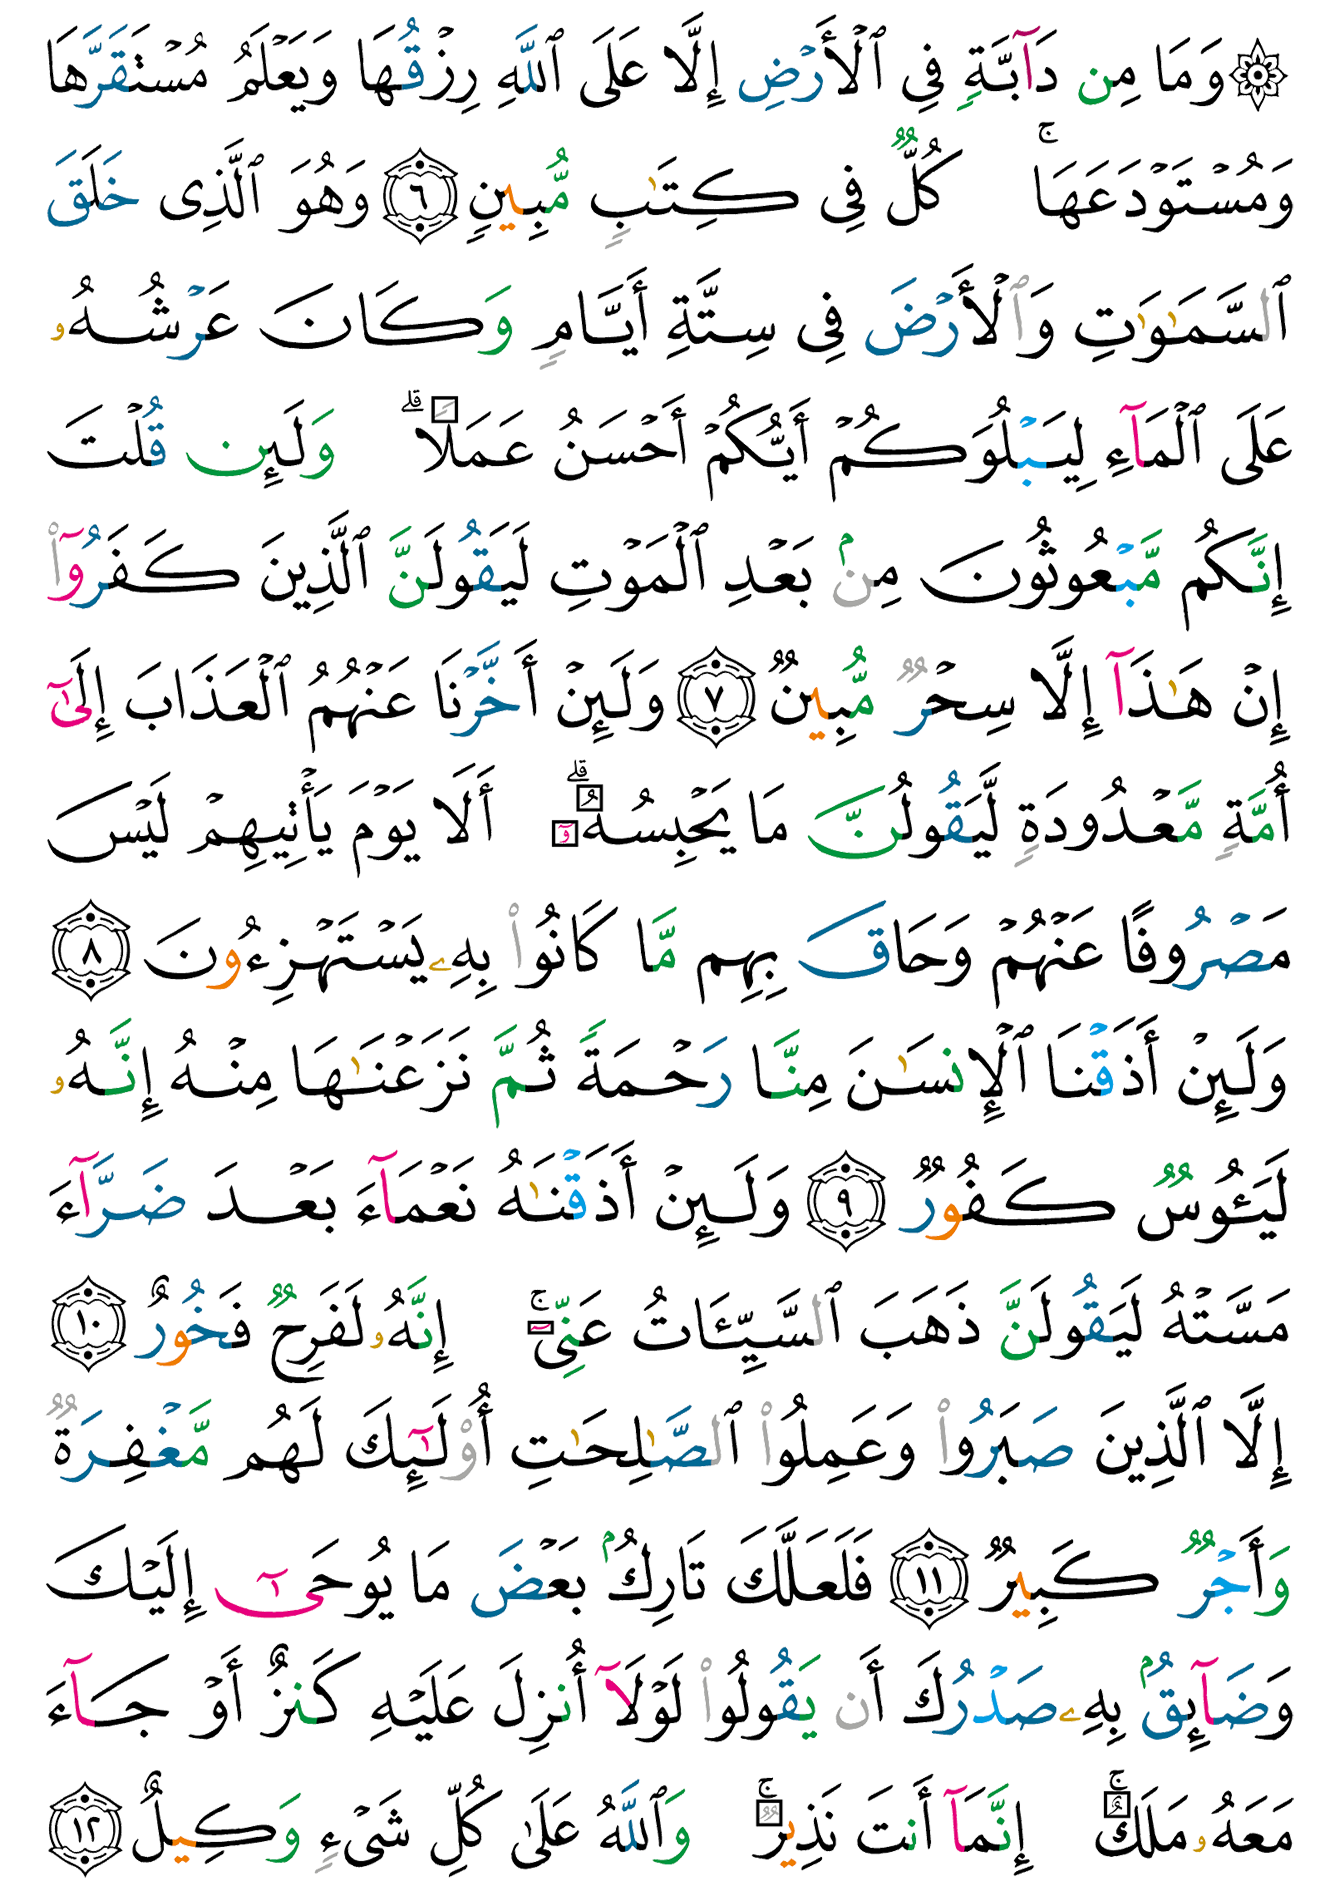 ۞ وَمَا مِن دَآبَّةٍ فِى ٱلْأَرْضِ إِلَّا عَلَى ٱللَّهِ رِزْقُهَا وَيَعْلَمُ مُسْتَقَرَّهَا
وَمُسْتَوْدَعَهَا ۚ كُلٌّ فِى كِتَـٰبٍ مُّبِينٍ ٦ وَهُوَ ٱلَّذِى خَلَقَ
ٱلسَّمَـٰوَٰتِ وَٱلْأَرْضَ فِى سِتَّةِ أَيَّامٍ وَكَانَ عَرْشُهُۥ
عَلَى ٱلْمَآءِ لِيَبْلُوَكُمْ أَيُّكُمْ أَحْسَنُ عَمَلًا ۗ وَلَئِن قُلْتَ
إِنَّكُم مَّبْعُوثُونَ مِنۢ بَعْدِ ٱلْمَوْتِ لَيَقُولَنَّ ٱلَّذِينَ كَفَرُوٓا۟
إِنْ هَـٰذَآ إِلَّا سِحْرٌ مُّبِينٌ ٧ وَلَئِنْ أَخَّرْنَا عَنْهُمُ ٱلْعَذَابَ إِلَىٰٓ
أُمَّةٍ مَّعْدُودَةٍ لَّيَقُولُنَّ مَا يَحْبِسُهُۥٓ ۗ أَلَا يَوْمَ يَأْتِيهِمْ لَيْسَ
مَصْرُوفًا عَنْهُمْ وَحَاقَ بِهِم مَّا كَانُوا۟ بِهِۦ يَسْتَهْزِءُونَ ٨
وَلَئِنْ أَذَقْنَا ٱلْإِنسَـٰنَ مِنَّا رَحْمَةً ثُمَّ نَزَعْنَـٰهَا مِنْهُ إِنَّهُۥ
لَيَـُٔوسٌ كَفُورٌ ٩ وَلَئِنْ أَذَقْنَـٰهُ نَعْمَآءَ بَعْدَ ضَرَّآءَ
مَسَّتْهُ لَيَقُولَنَّ ذَهَبَ ٱلسَّيِّـَٔاتُ عَنِّىٓ ۚ إِنَّهُۥ لَفَرِحٌ فَخُورٌ ١٠
إِلَّا ٱلَّذِينَ صَبَرُوا۟ وَعَمِلُوا۟ ٱلصَّـٰلِحَـٰتِ أُو۟لَـٰٓئِكَ لَهُم مَّغْفِرَةٌ
وَأَجْرٌ كَبِيرٌ ١١ فَلَعَلَّكَ تَارِكٌۢ بَعْضَ مَا يُوحَىٰٓ إِلَيْكَ
وَضَآئِقٌۢ بِهِۦ صَدْرُكَ أَن يَقُولُوا۟ لَوْلَآ أُنزِلَ عَلَيْهِ كَنزٌ أَوْ جَآءَ
مَعَهُۥ مَلَكٌ ۚ إِنَّمَآ أَنتَ نَذِيرٌ ۚ وَٱللَّهُ عَلَىٰ كُلِّ شَىْءٍ وَكِيلٌ ١٢